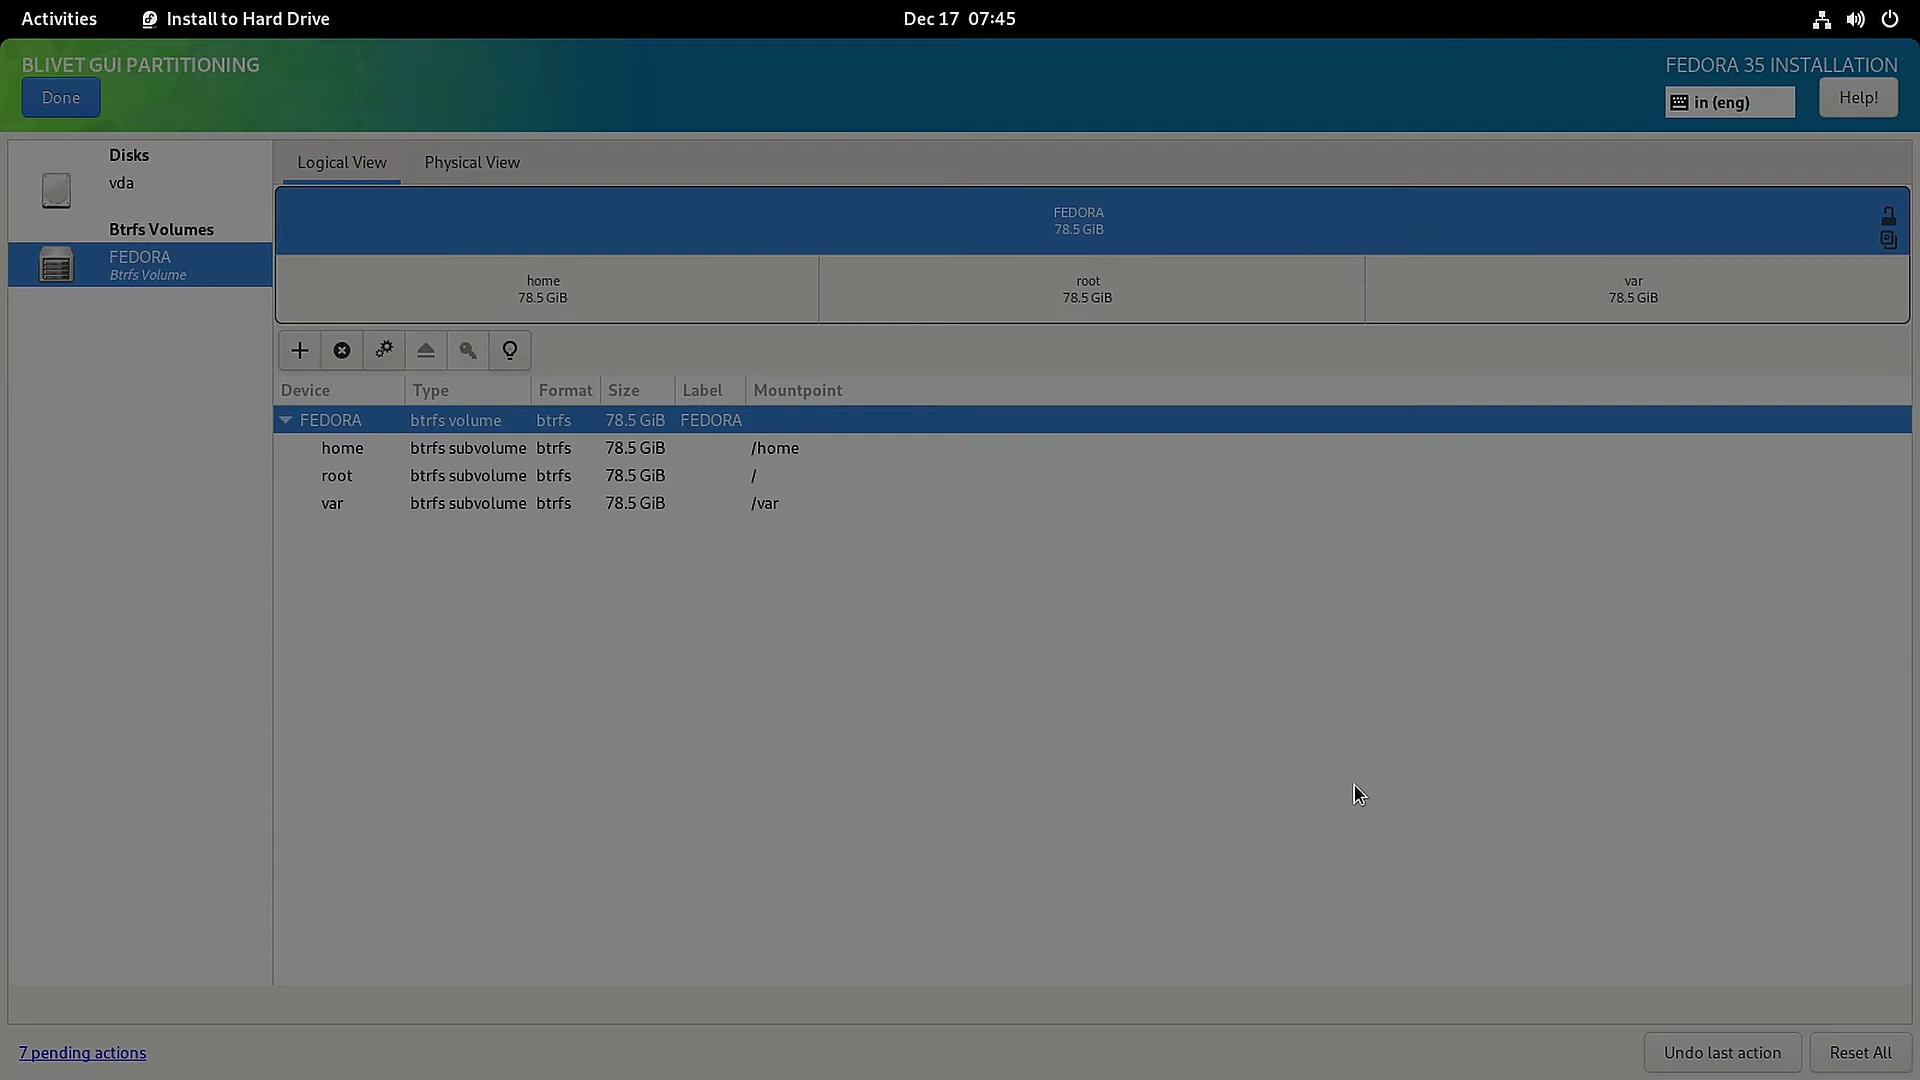 Activities Install to Hard Drive Dec 17 07:45
BLIVET GUI PARTITIONING FEDORA 35 INSTALLATION
Done in (eng) Help!
Disks
vda
Btrfs Volumes
FEDORA
Btrfs Volume
Logical View Physical View
FEDORA
78.5 GiB
home root var
78.5 GiB 78.5 GiB 78.5 GiB
Device Type Format Size Label Mountpoint
FEDORA btrfs volume btrfs 78.5 GiB FEDORA
home btrfs subvolume btrfs 78.5 GiB /home
root btrfs subvolume btrfs 78.5 GiB /
var btrfs subvolume btrfs 78.5 GiB /var
7 pending actions Undo last action Reset All